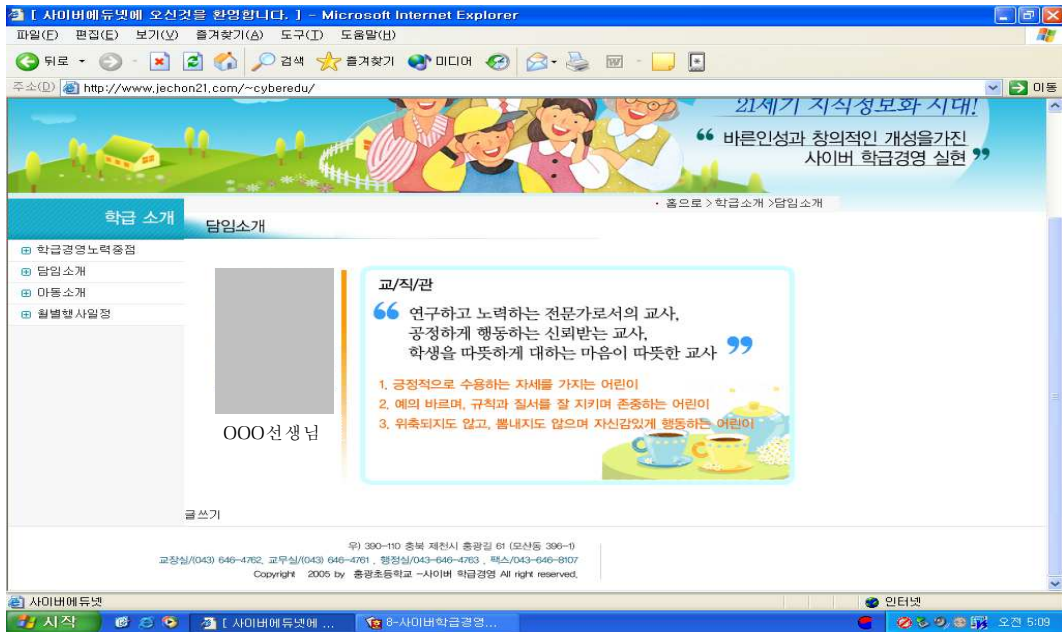 [ 사이버에듀넷에 오신것을 환영합니다. ] - Microsoft Internet Explorer
파일(F) 편집(E) 보기(V) 즐겨찾기(A) 도구(T) 도움말(H)
뒤로 검색 즐겨찾기 미디어
주소(D) http://www.jechon21.com/~cyberedu/ 이동
21세기 지식정보화 시대!
“ 바른인성과 창의적인 개성을가진
사이버 학급경영 실현 ”
· 홈으로 >학급소개 >담임소개
학급 소개
담임소개
학급경영노력중점
담임소개
아동소개
월별행사일정
교/직/관
“ 연구하고 노력하는 전문가로서의 교사,
공정하게 행동하는 신뢰받는 교사,
학생을 따뜻하게 대하는 마음이 따뜻한 교사 ”
1. 긍정적으로 수용하는 자세를 가지는 어린이
2. 예의 바르며, 규칙과 질서를 잘 지키며 존중하는 어린이
3. 위축되지도 않고, 뽐내지도 않으며 자신감있게 행동하는 어린이
OOO선생님
글쓰기
우) 390-110 충북 제천시 홍광길 61 (모산동 396-1)
교장실/(043) 646-4762, 교무실/(043) 646-4761 , 행정실/043-646-4763 , 팩스/043-646-8107
Copyright 2005 by 홍광초등학교 -사이버 학급경영 All right reserved.
사이버에듀넷 인터넷
시작 [ 사이버에듀넷에 ... 8-사이버학급경영... 오전 5:09